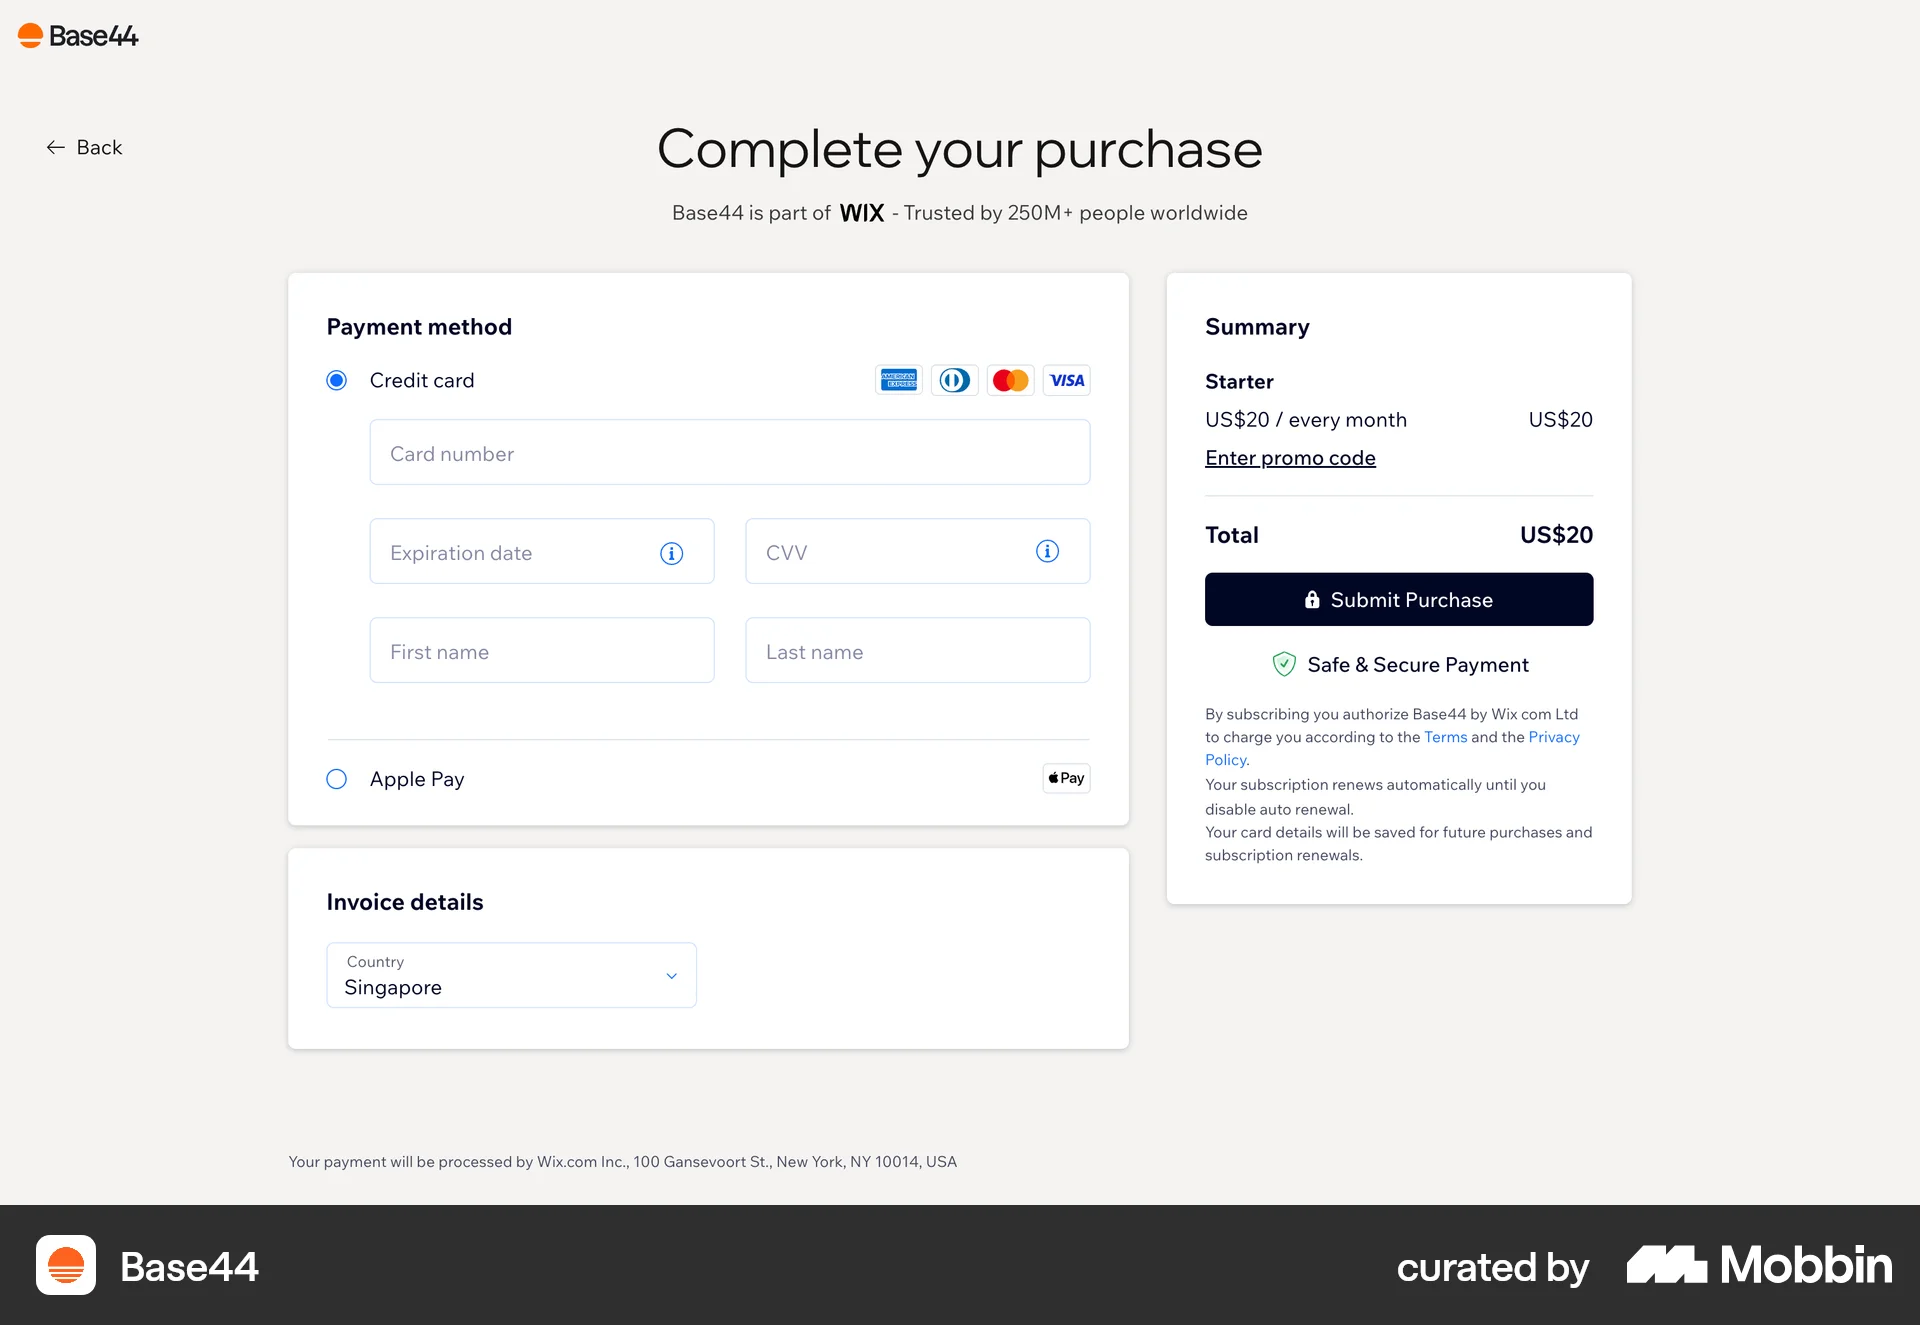 Base44
Back
Complete your purchase
Base44 is part of WIX - Trusted by 250M+ people worldwide
Payment method
Credit card
AMERICAN EXPRESS
VISA
Card number
Expiration date
CVV
First name
Last name
Apple Pay
Pay
Invoice details
Country
Singapore
Summary
Starter
US$20 / every month US$20
Enter promo code
Total US$20
Submit Purchase
Safe & Secure Payment
By subscribing you authorize Base44 by Wix com Ltd
to charge you according to the Terms and the Privacy
Policy.
Your subscription renews automatically until you
disable auto renewal.
Your card details will be saved for future purchases and
subscription renewals.
Your payment will be processed by Wix.com Inc., 100 Gansevoort St., New York, NY 10014, USA
Base44
curated by Mobbin